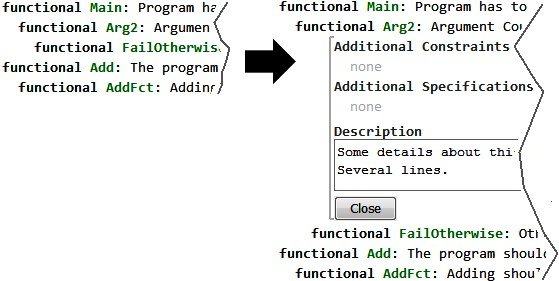 functional Main: Program ha
functional Arg2: Argumen
functional FailOtherwise
functional Add: The program
functional AddFct: Adding
functional Main: Program has to
functional Arg2: Argument Co
Additional Constraints
none
Additional Specifications
none
Description
Some details about thi
Several lines.
Close
functional FailOtherwise: Oth
functional Add: The program shoul
functional AddFct: Adding shou